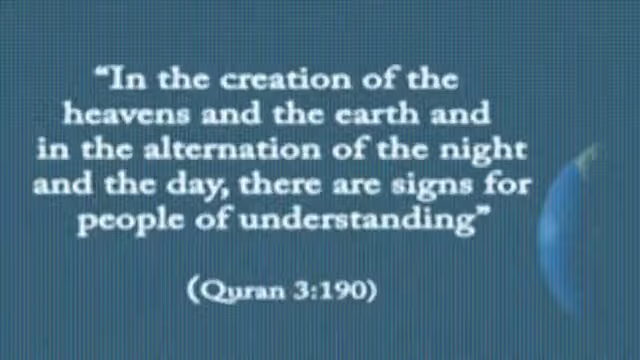 “In the creation of the
heavens and the earth and
in the alternation of the night
and the day, there are signs for
people of understanding”
(Quran 3:190)